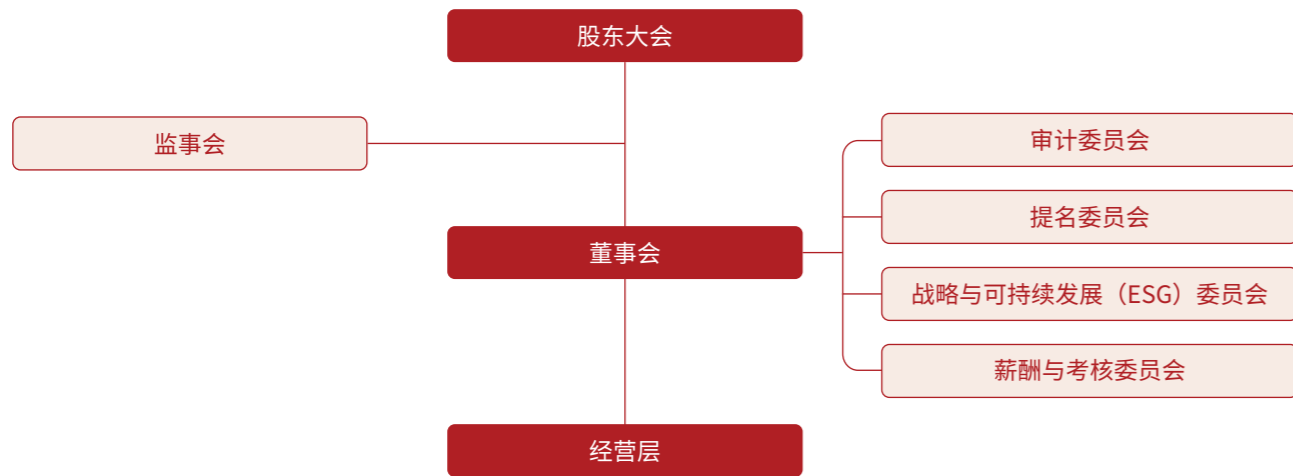 股东大会
监事会
审计委员会
提名委员会
董事会
战略与可持续发展（ESG）委员会
薪酬与考核委员会
经营层